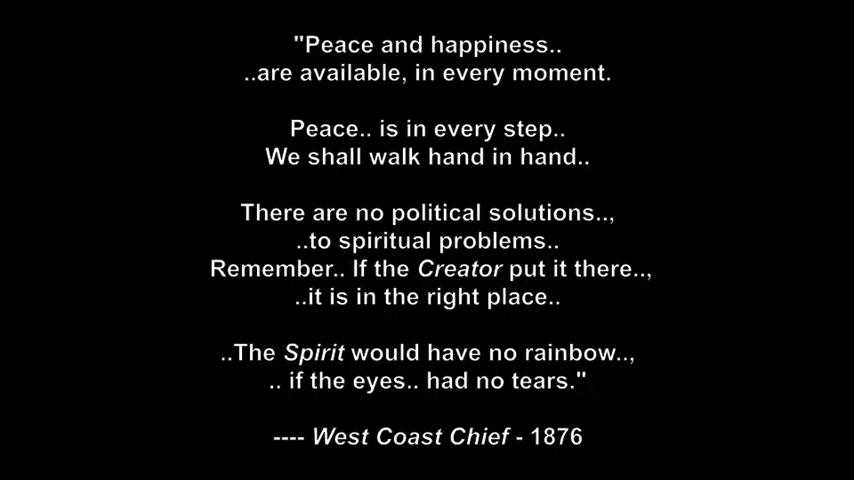 "Peace and happiness..
..are available, in every moment.
Peace.. is in every step..
We shall walk hand in hand..
There are no political solutions..,
..to spiritual problems..
Remember.. If the Creator put it there..,
..it is in the right place..
..The Spirit would have no rainbow..,
.. if the eyes.. had no tears."
---- West Coast Chief - 1876